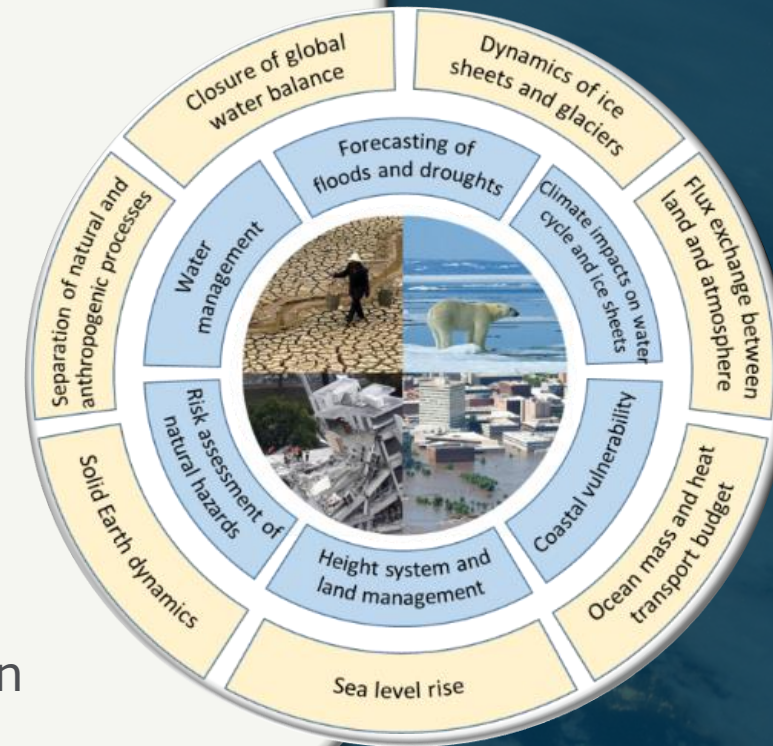 Closure of global
water balance
Dynamics of ice
sheets and glaciers
Flux exchange between
land and atmosphere
Ocean mass and heat
transport budget
Sea level rise
Solid Earth dynamics
Separation of natural and
anthropogenic processes
Forecasting of
floods and droughts
Climate impacts on water
cycle and ice sheets
Coastal vulnerability
Height system and
land management
Risk assessment of
natural hazards
Water
management
n